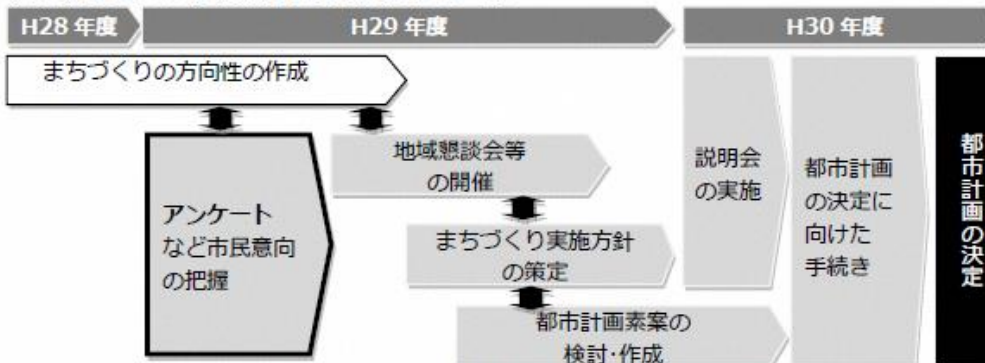 H28 年度
H29 年度
H30 年度
まちづくりの方向性の作成
アンケート
など市民意向
の把握
地域懇談会等
の開催
まちづくり実施方針
の策定
都市計画素案の
検討･作成
説明会
の実施
都市計画
の決定に
向けた
手続き
都市計画の決定